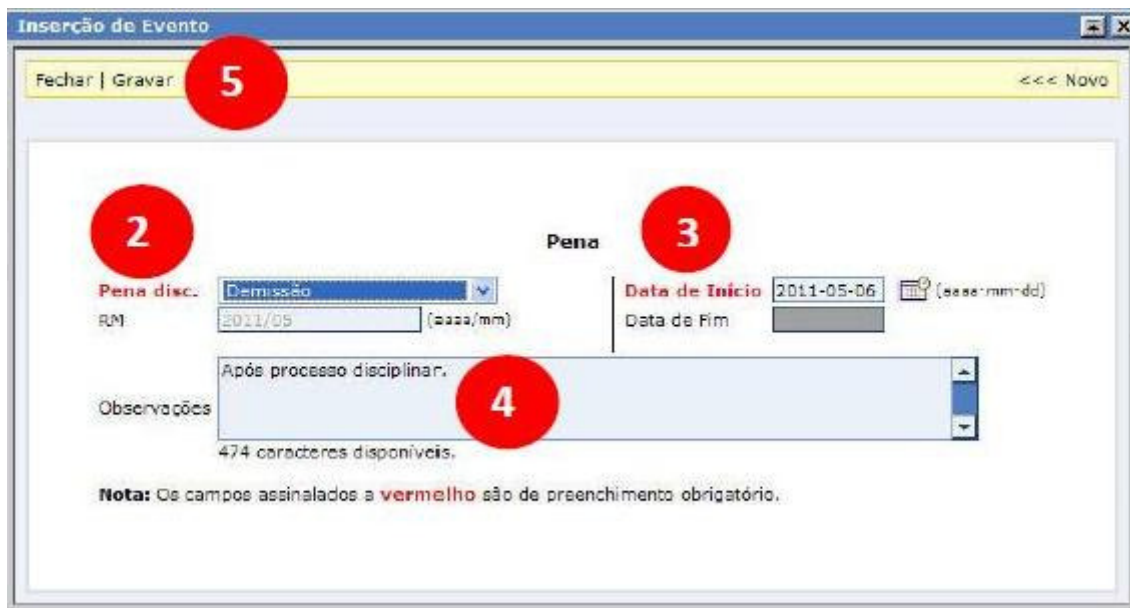 Inserção de Evento
Fechar | Gravar 5 <<< Novo
2 Pena 3
Pena disc. Demissão Data de Início 2011-05-06 (aaaa-mm-dd)
RM 2011/05 (aaaa/mm) Data de Fim
Após processo disciplinar.
Observações 4
474 caracteres disponíveis.
Nota: Os campos assinalados a vermelho são de preenchimento obrigatório.